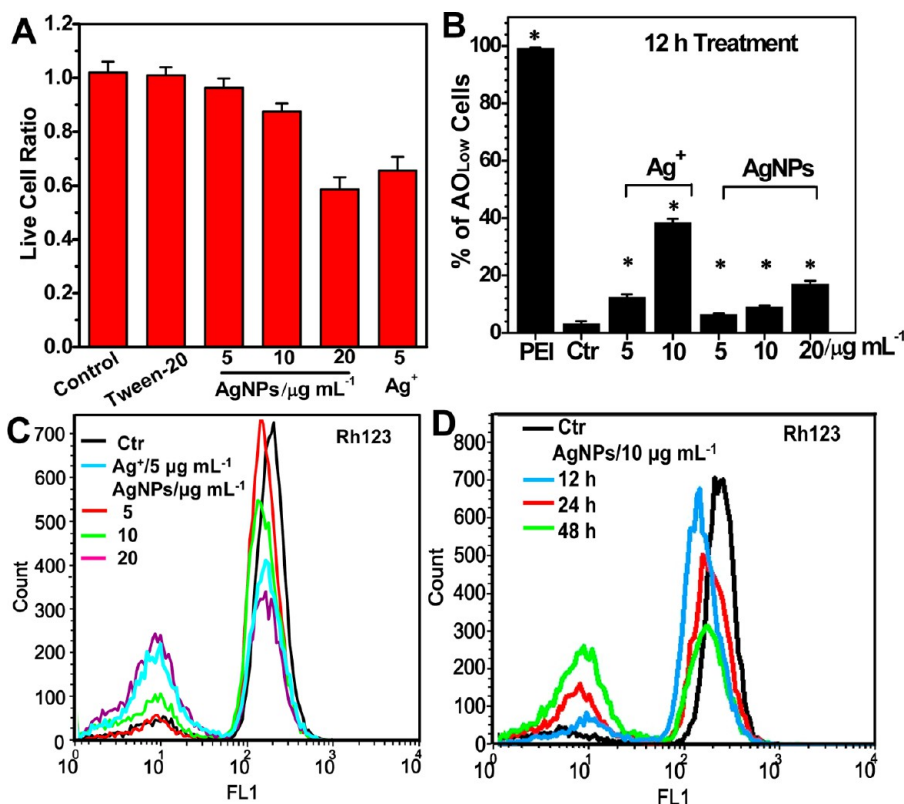 A
Live Cell Ratio
1.2
1.0
0.8
0.6
0.4
0.2
0.0
Control
Tween-20
5 10 20 5
AgNPs/μg mL⁻¹ Ag⁺
B
12 h Treatment
% of AOLow Cells
100
80
60
40
20
0
*
Ag⁺
AgNPs
* * * * *
PEI Ctr 5 10 5 10 20/μg mL⁻¹
C
Rh123
Ctr
Ag⁺/5 μg mL⁻¹
AgNPs/μg mL⁻¹
5
10
20
Count
700
600
500
400
300
200
100
0
10⁰ 10¹ 10² 10³ 10⁴
FL1
D
Rh123
Ctr
AgNPs/10 μg mL⁻¹
12 h
24 h
48 h
Count
800
700
600
500
400
300
200
100
0
10⁰ 10¹ 10² 10³ 10⁴
FL1